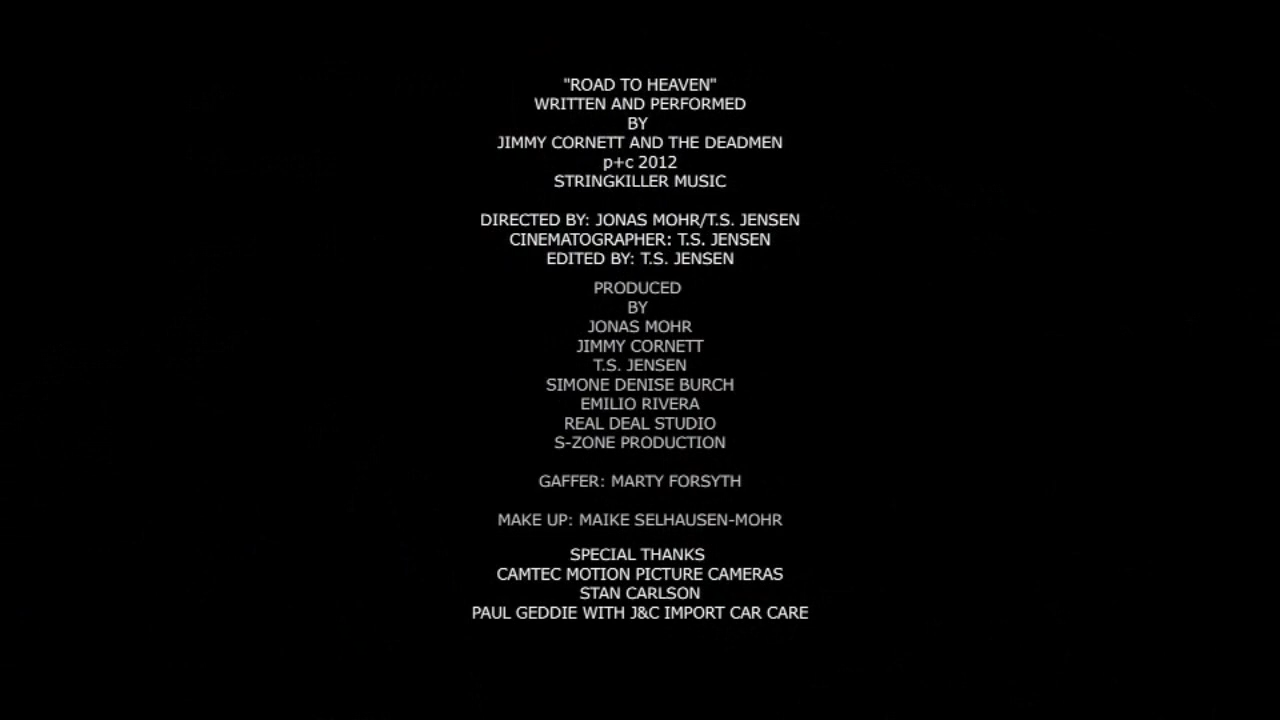 "ROAD TO HEAVEN"
WRITTEN AND PERFORMED
BY
JIMMY CORNETT AND THE DEADMEN
p+c 2012
STRINGKILLER MUSIC
DIRECTED BY: JONAS MOHR/T.S. JENSEN
CINEMATOGRAPHER: T.S. JENSEN
EDITED BY: T.S. JENSEN
PRODUCED
BY
JONAS MOHR
JIMMY CORNETT
T.S. JENSEN
SIMONE DENISE BURCH
EMILIO RIVERA
REAL DEAL STUDIO
S-ZONE PRODUCTION
GAFFER: MARTY FORSYTH
MAKE UP: MAIKE SELHAUSEN-MOHR
SPECIAL THANKS
CAMTEC MOTION PICTURE CAMERAS
STAN CARLSON
PAUL GEDDIE WITH J&C IMPORT CAR CARE